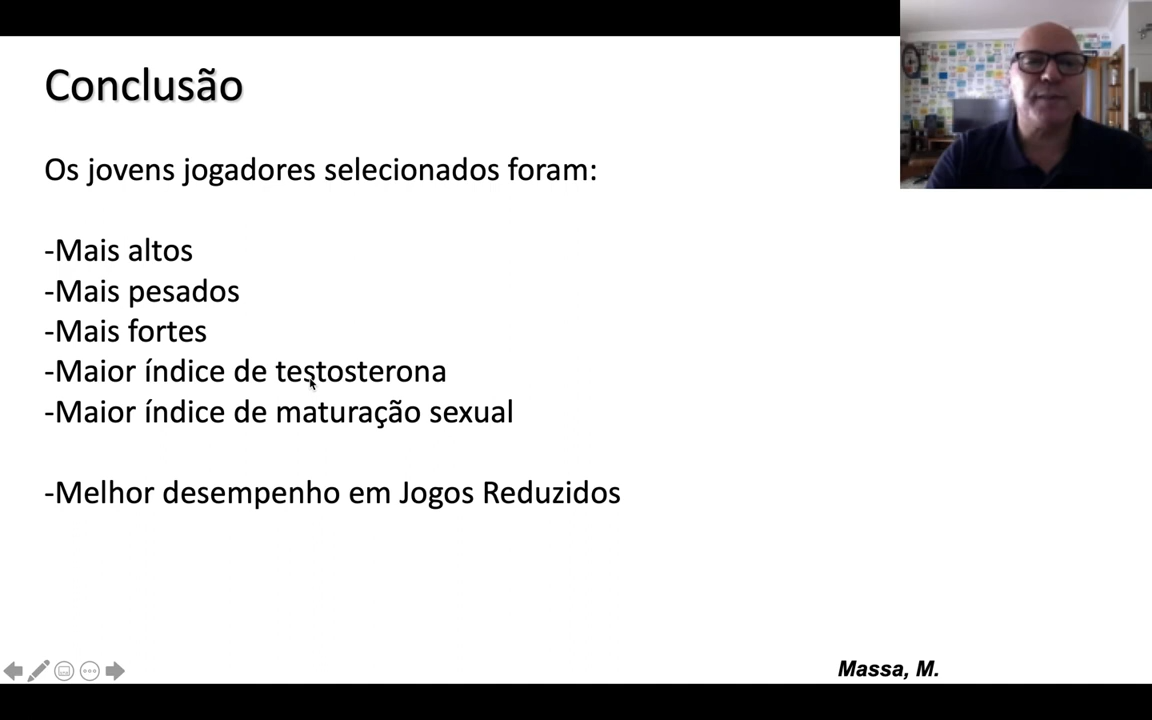 Conclusão
Os jovens jogadores selecionados foram:
-Mais altos
-Mais pesados
-Mais fortes
-Maior índice de testosterona
-Maior índice de maturação sexual
-Melhor desempenho em Jogos Reduzidos
Massa, M.